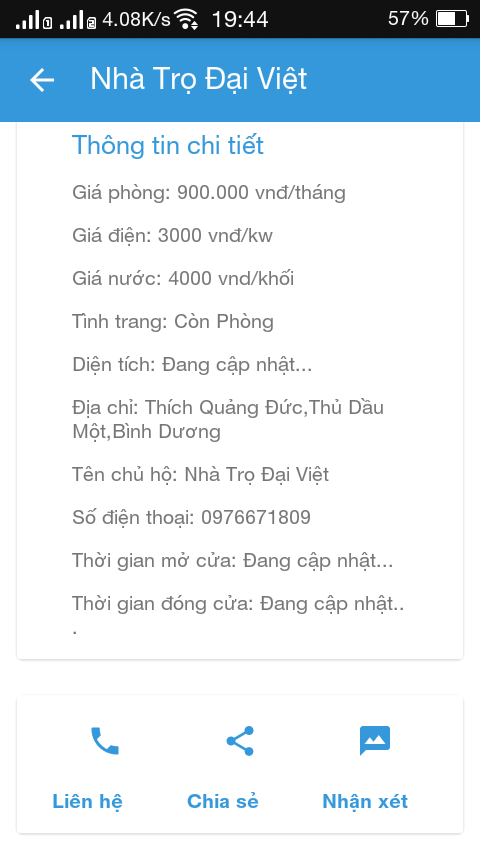 4.08K/s 19:44 57%
Nhà Trọ Đại Việt
Thông tin chi tiết
Giá phòng: 900.000 vnđ/tháng
Giá điện: 3000 vnđ/kw
Giá nước: 4000 vnd/khối
Tình trang: Còn Phòng
Diện tích: Đang cập nhật...
Địa chỉ: Thích Quảng Đức,Thủ Dầu
Một,Bình Dương
Tên chủ hộ: Nhà Trọ Đại Việt
Số điện thoại: 0976671809
Thời gian mở cửa: Đang cập nhật...
Thời gian đóng cửa: Đang cập nhật..
.
Liên hệ Chia sẻ Nhận xét